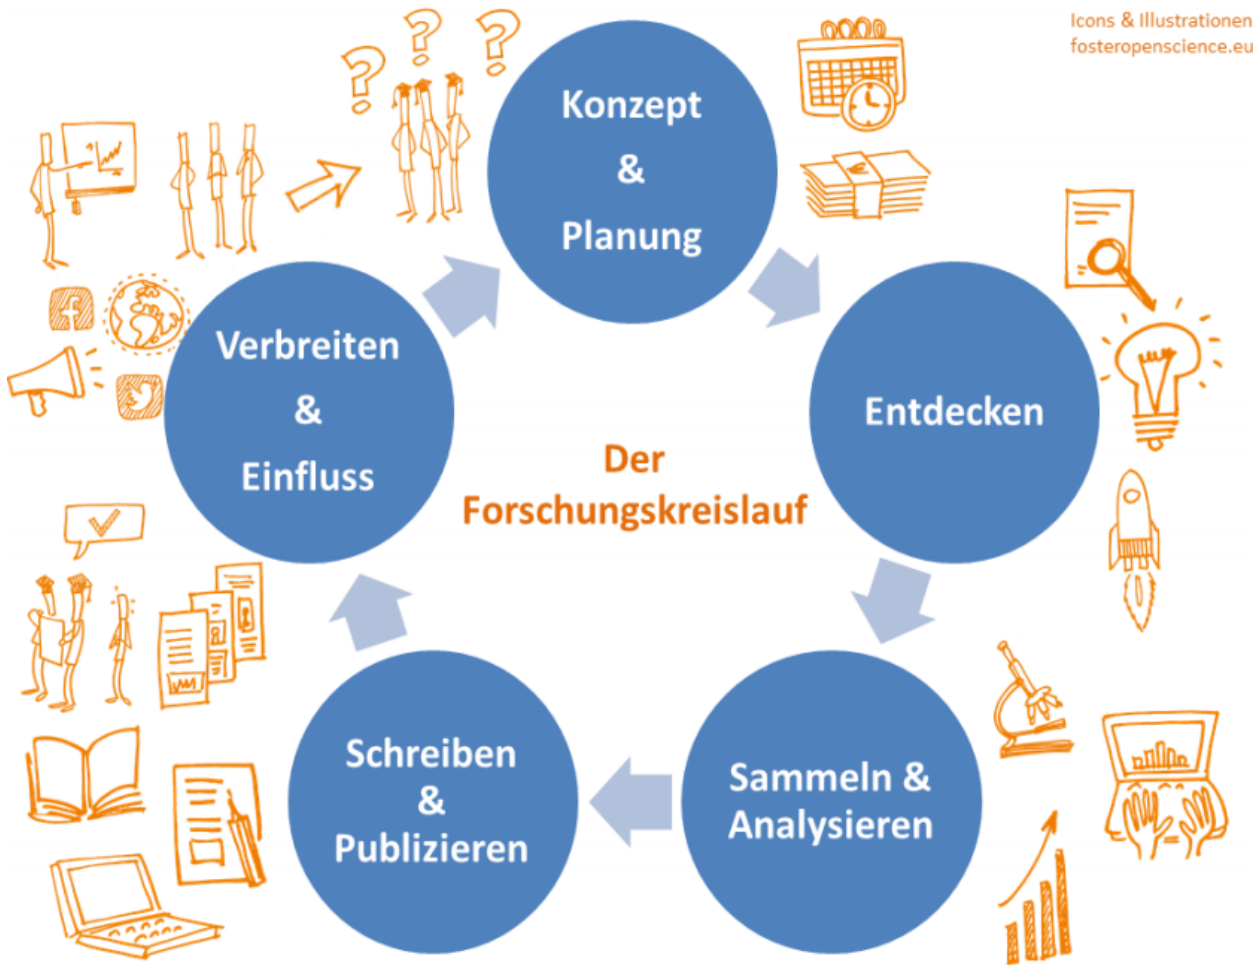 Icons & Illustrationen
fosteropenscience.eu
Konzept
&
Planung
Entdecken
Sammeln &
Analysieren
Schreiben
&
Publizieren
Verbreiten
&
Einfluss
Der
Forschungskreislauf